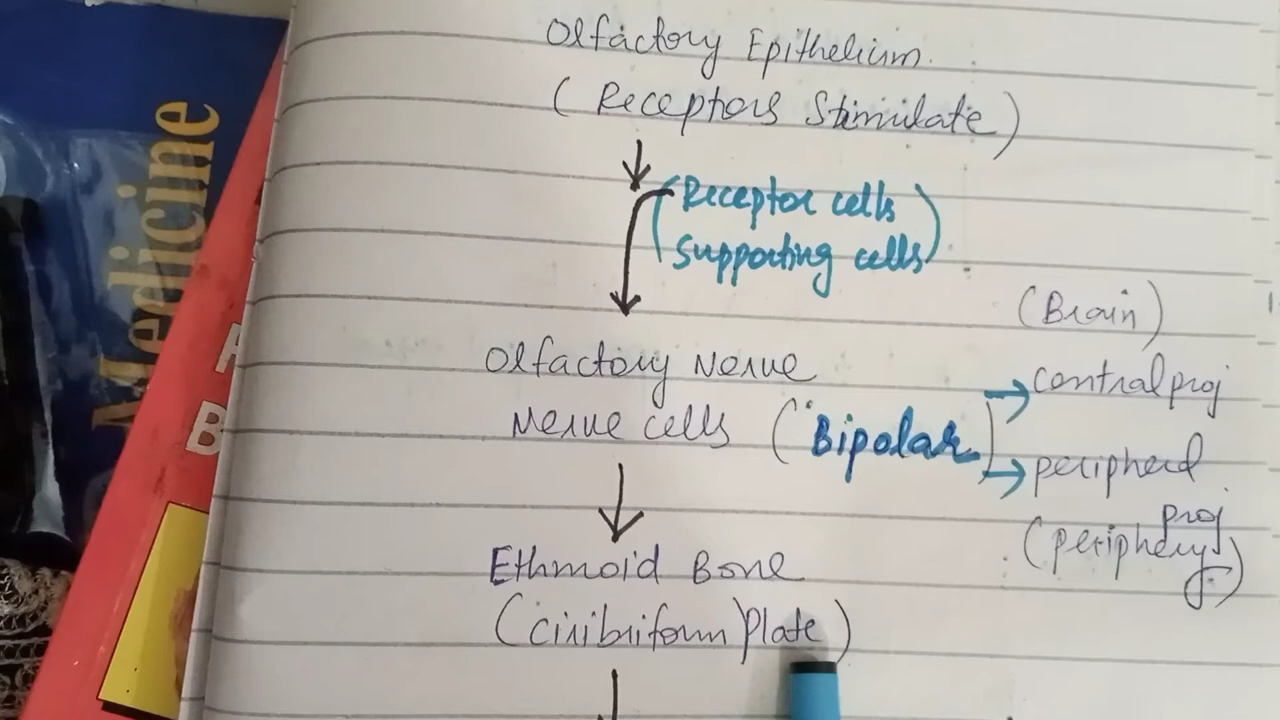 Olfactory Epithelium.
(Receptors Stimulate)
(Receptor cells
Supporting cells)
(Brain)
Olfactory Nerve
central proj
Nerve cells (Bipolar)
peripheral
proj
(periphery)
Ethmoid Bone
(Ciribriform) Plate)
Medicine
A
B